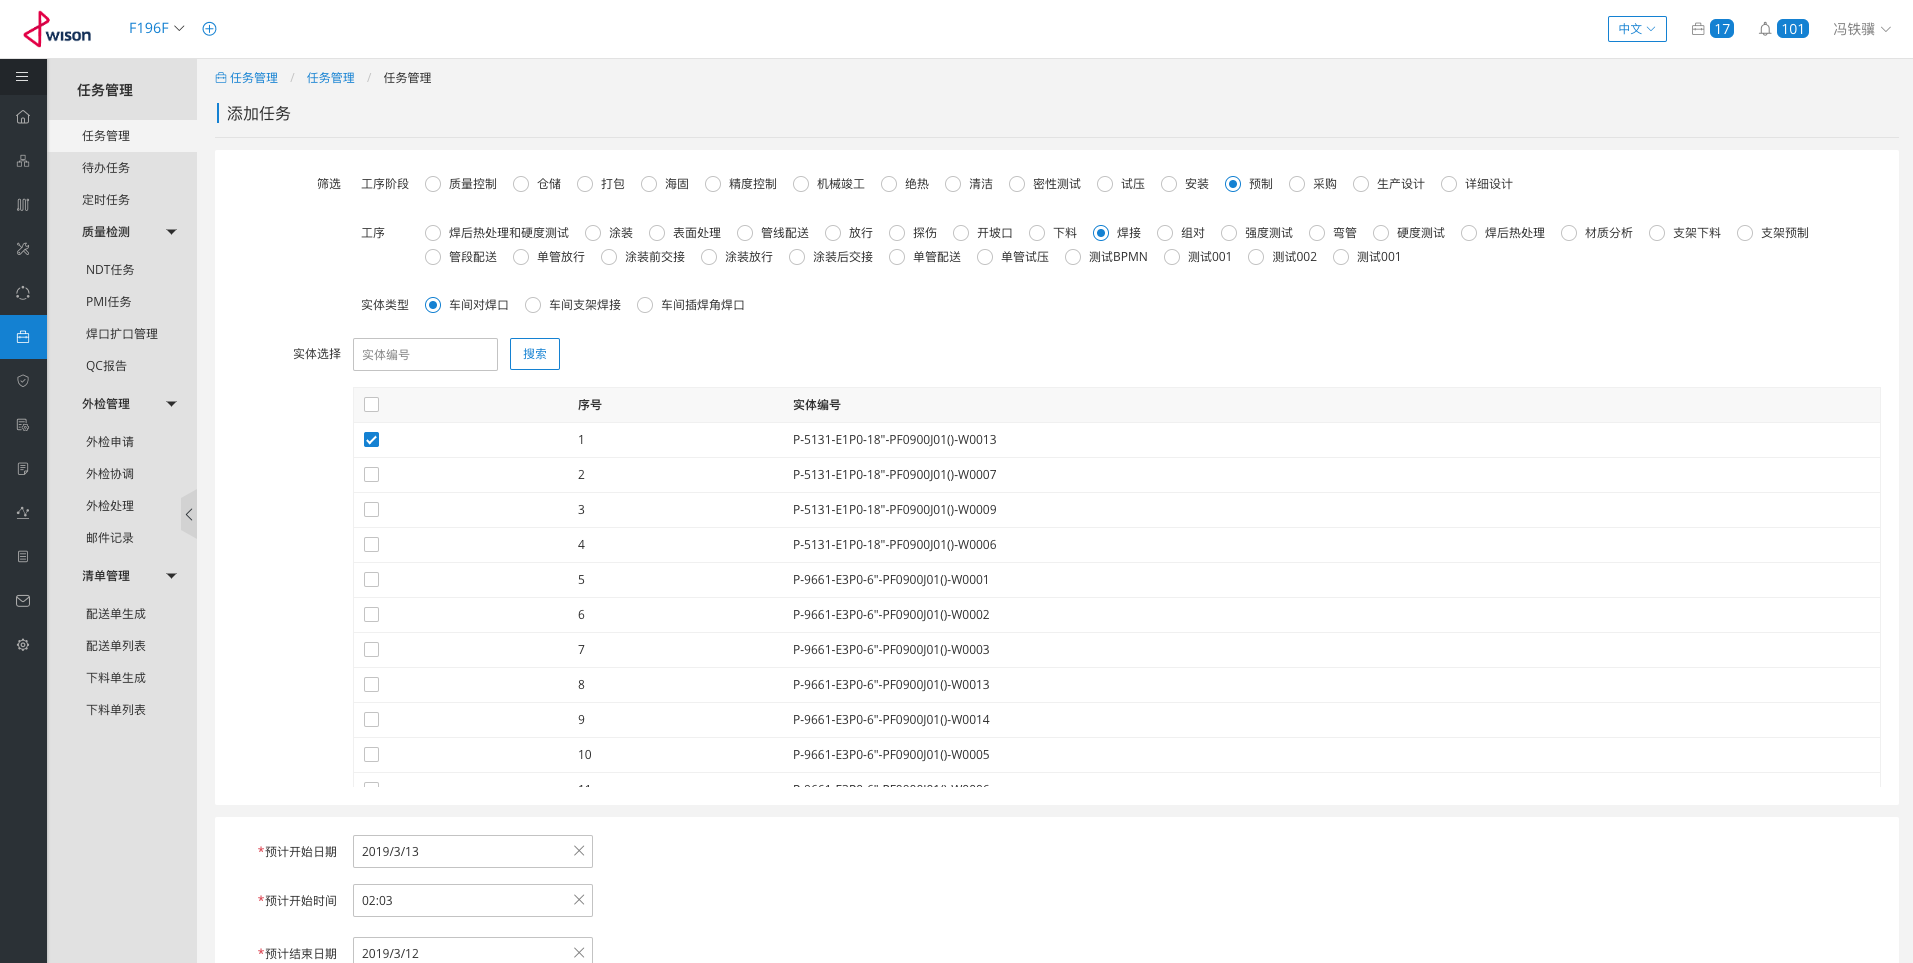 wison F196F 中文 17 101 冯铁骥
任务管理 / 任务管理 / 任务管理
添加任务
任务管理
任务管理
待办任务
定时任务
质量检测
NDT任务
PMI任务
焊口扩口管理
QC报告
外检管理
外检申请
外检协调
外检处理
邮件记录
清单管理
配送单生成
配送单列表
下料单生成
下料单列表
筛选 工序阶段 质量控制 仓储 打包 海固 精度控制 机械竣工 绝热 清洁 密性测试 试压 安装 预制 采购 生产设计 详细设计
工序 焊后热处理和硬度测试 涂装 表面处理 管线配送 放行 探伤 开坡口 下料 焊接 组对 强度测试 弯管 硬度测试 焊后热处理 材质分析 支架下料 支架预制
管段配送 单管放行 涂装前交接 涂装放行 涂装后交接 单管配送 单管试压 测试BPMN 测试001 测试002 测试001
实体类型 车间对焊口 车间支架焊接 车间插焊角焊口
实体选择 实体编号 搜索
序号 实体编号
1 P-5131-E1P0-18"-PF0900J01()-W0013
2 P-5131-E1P0-18"-PF0900J01()-W0007
3 P-5131-E1P0-18"-PF0900J01()-W0009
4 P-5131-E1P0-18"-PF0900J01()-W0006
5 P-9661-E3P0-6"-PF0900J01()-W0001
6 P-9661-E3P0-6"-PF0900J01()-W0002
7 P-9661-E3P0-6"-PF0900J01()-W0003
8 P-9661-E3P0-6"-PF0900J01()-W0013
9 P-9661-E3P0-6"-PF0900J01()-W0014
10 P-9661-E3P0-6"-PF0900J01()-W0005
*预计开始日期 2019/3/13
*预计开始时间 02:03
*预计结束日期 2019/3/12